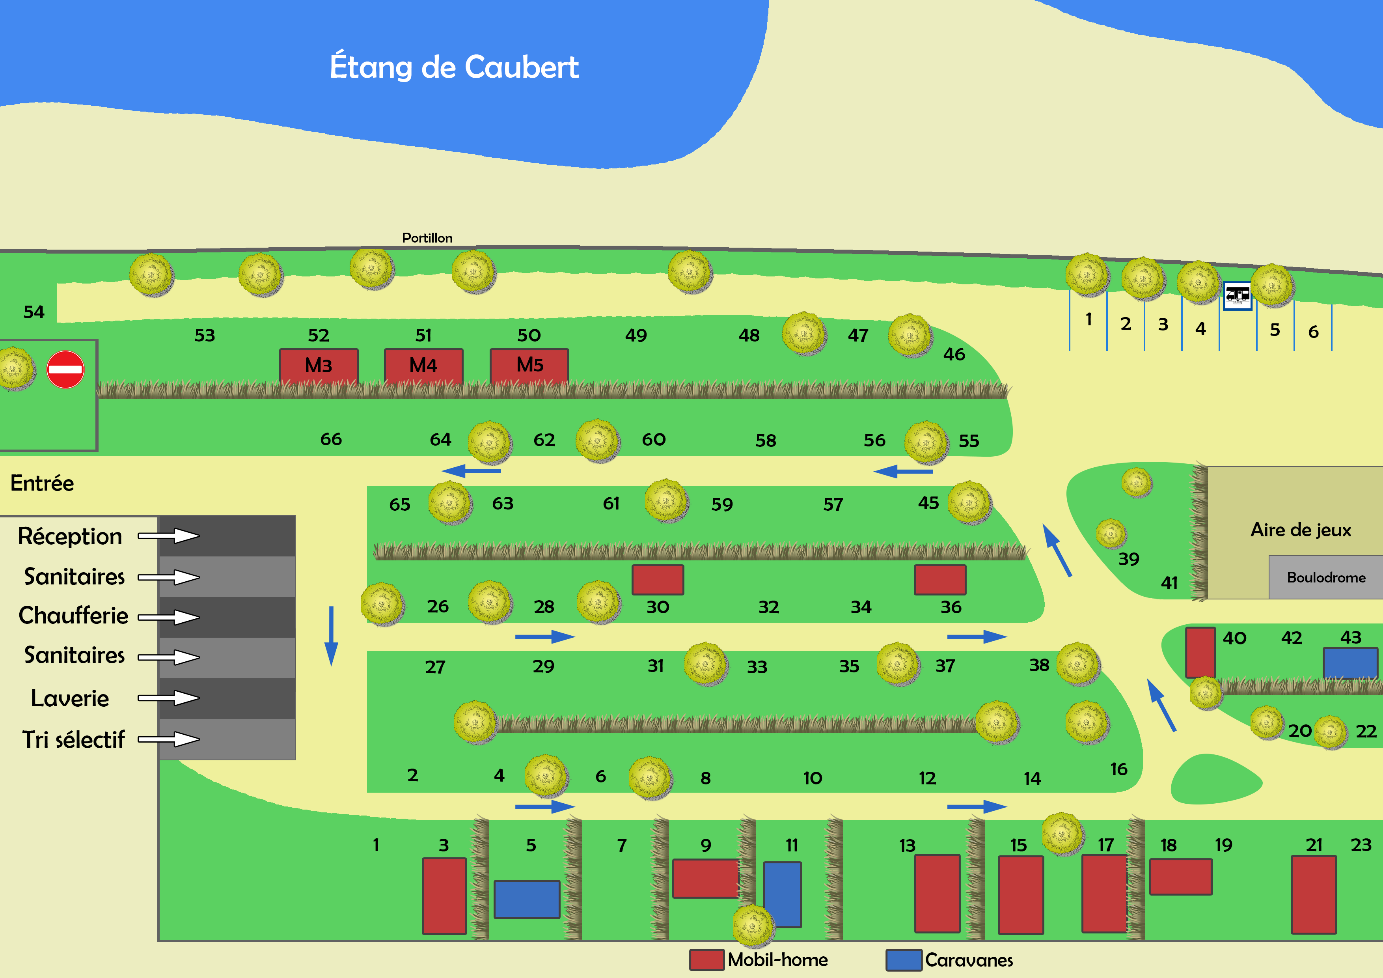 Étang de Caubert
Portillon
54
53 52 51 50 49 48 47 46
M3 M4 M5
1 2 3 4 5 6
66 64 62 60 58 56 55
Entrée
65 63 61 59 57 45
Réception
Sanitaires
Chaufferie
Sanitaires
Laverie
Tri sélectif
Aire de jeux
Boulodrome
39
41
26 28 30 32 34 36
40 42 43
27 29 31 33 35 37 38
20 22
2 4 6 8 10 12 14 16
1 3 5 7 9 11 13 15 17 18 19 21 23
Mobil-home Caravanes